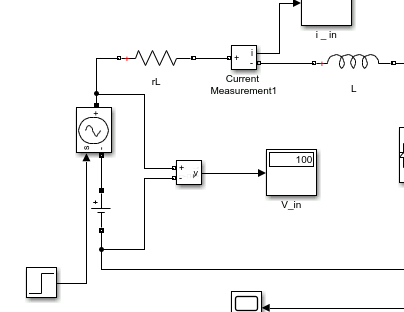 i _ in
rL
+
i
-
Current
Measurement1
L
+
s
-
+
-
v
100
V_in
+